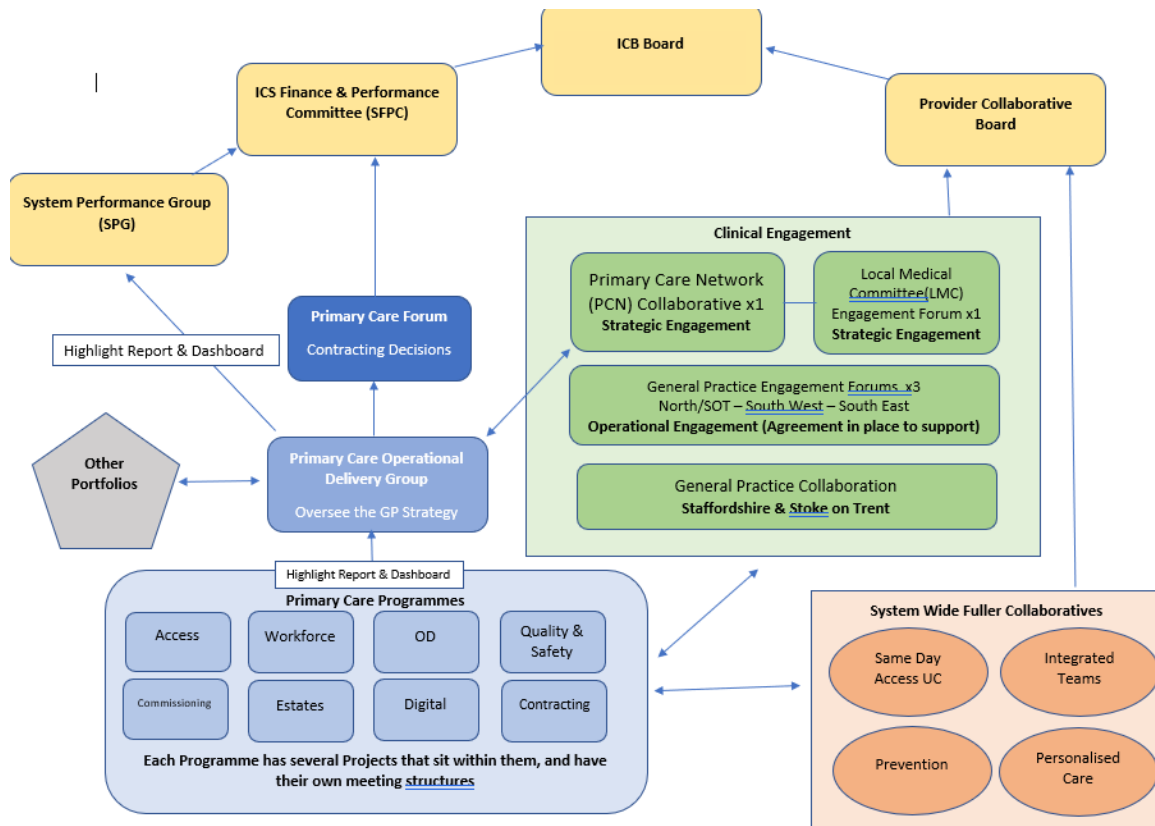 ICB Board
ICS Finance & Performance
Committee (SFPC)
Provider Collaborative
Board
System Performance Group
(SPG)
Clinical Engagement
Primary Care Network
(PCN) Collaborative x1
Strategic Engagement
Local Medical
Committee(LMC)
Engagement Forum x1
Strategic Engagement
Primary Care Forum
Contracting Decisions
Highlight Report & Dashboard
General Practice Engagement Forums x3
North/SOT – South West – South East
Operational Engagement (Agreement in place to support)
Other
Portfolios
Primary Care Operational
Delivery Group
Oversee the GP Strategy
General Practice Collaboration
Staffordshire & Stoke on Trent
Highlight Report & Dashboard
Primary Care Programmes
Access
Workforce
OD
Quality &
Safety
Commissioning
Estates
Digital
Contracting
Each Programme has several Projects that sit within them, and have
their own meeting structures
System Wide Fuller Collaboratives
Same Day
Access UC
Integrated
Teams
Prevention
Personalised
Care